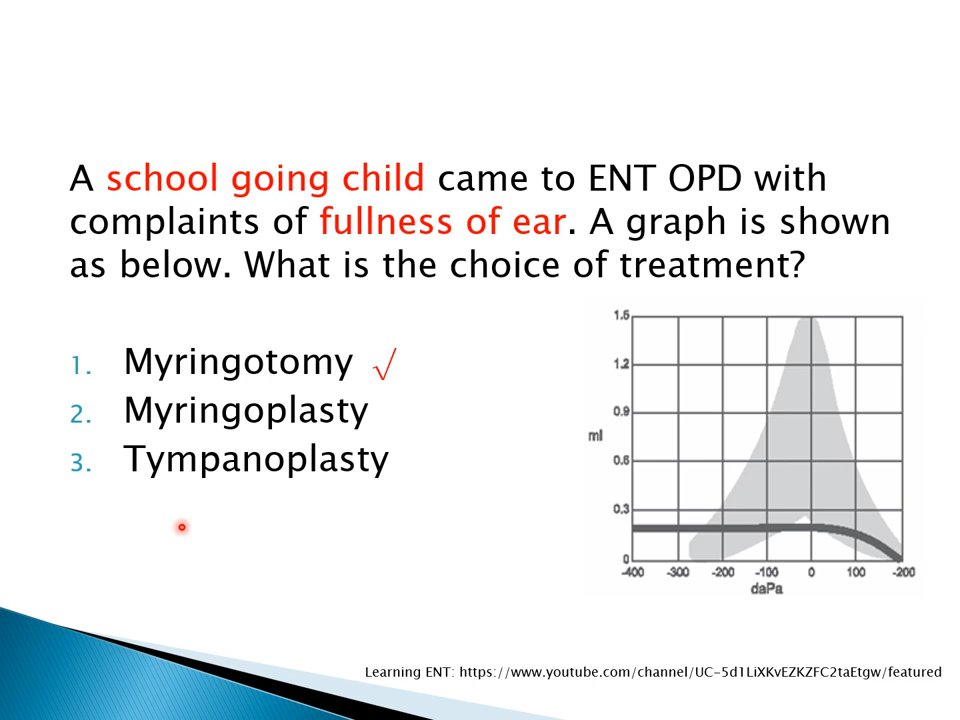 A school going child came to ENT OPD with
complaints of fullness of ear. A graph is shown
as below. What is the choice of treatment?
1. Myringotomy √
2. Myringoplasty
3. Tympanoplasty
1.5
1.2
0.9
ml
0.6
0.3
0
-400 -300 -200 -100 0 100 -200
daPa
Learning ENT: https://www.youtube.com/channel/UC-5d1LiXKvEZKZFC2taEtgw/featured